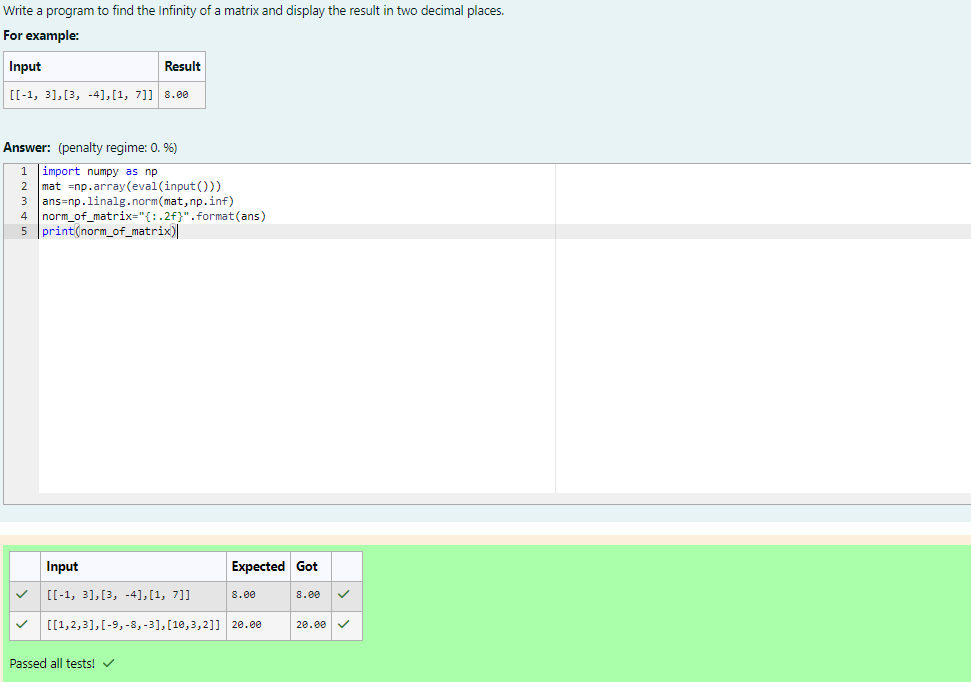 Write a program to find the Infinity of a matrix and display the result in two decimal places.
For example:
Input Result
[[-1, 3],[3, -4],[1, 7]] 8.00
Answer: (penalty regime: 0. %)
1 import numpy as np
2 mat =np.array(eval(input()))
3 ans=np.linalg.norm(mat,np.inf)
4 norm_of_matrix="{:.2f}".format(ans)
5 print(norm_of_matrix)
Input Expected Got
[[-1, 3],[3, -4],[1, 7]] 8.00 8.00
[[1,2,3],[-9,-8,-3],[10,3,2]] 20.00 20.00
Passed all tests!